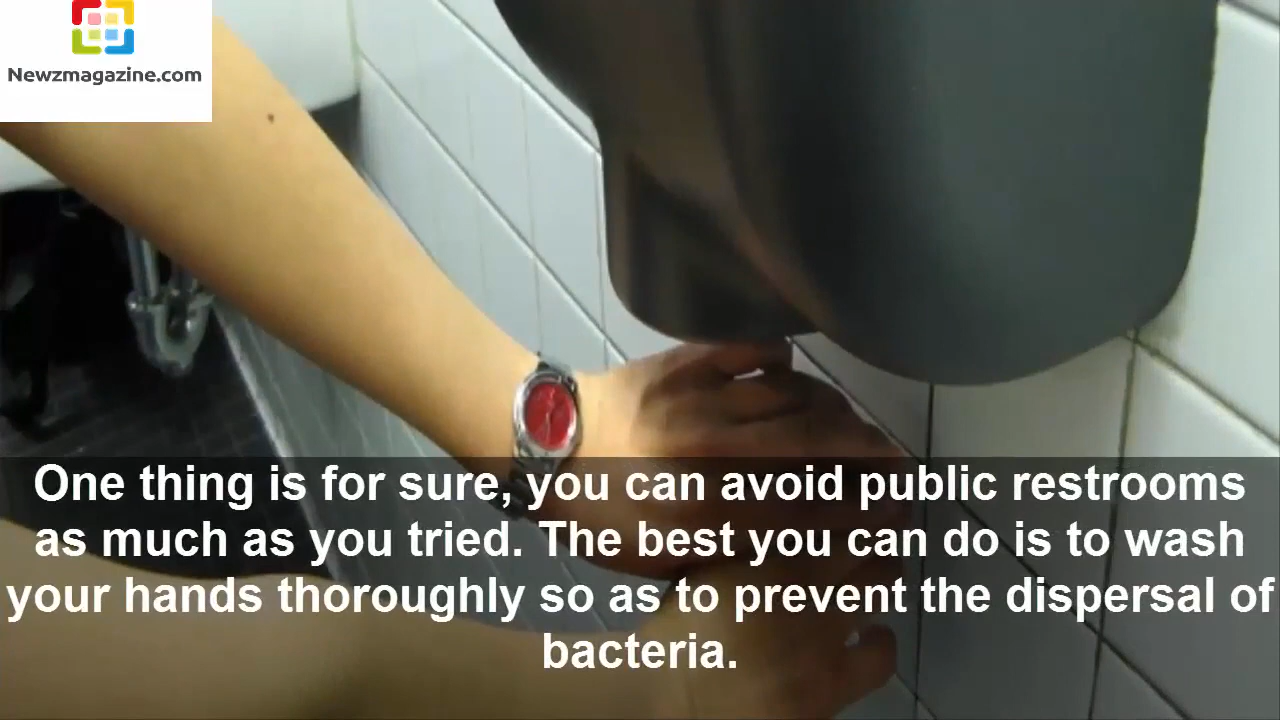 Newzmagazine.com
One thing is for sure, you can avoid public restrooms
as much as you tried. The best you can do is to wash
your hands thoroughly so as to prevent the dispersal of
bacteria.